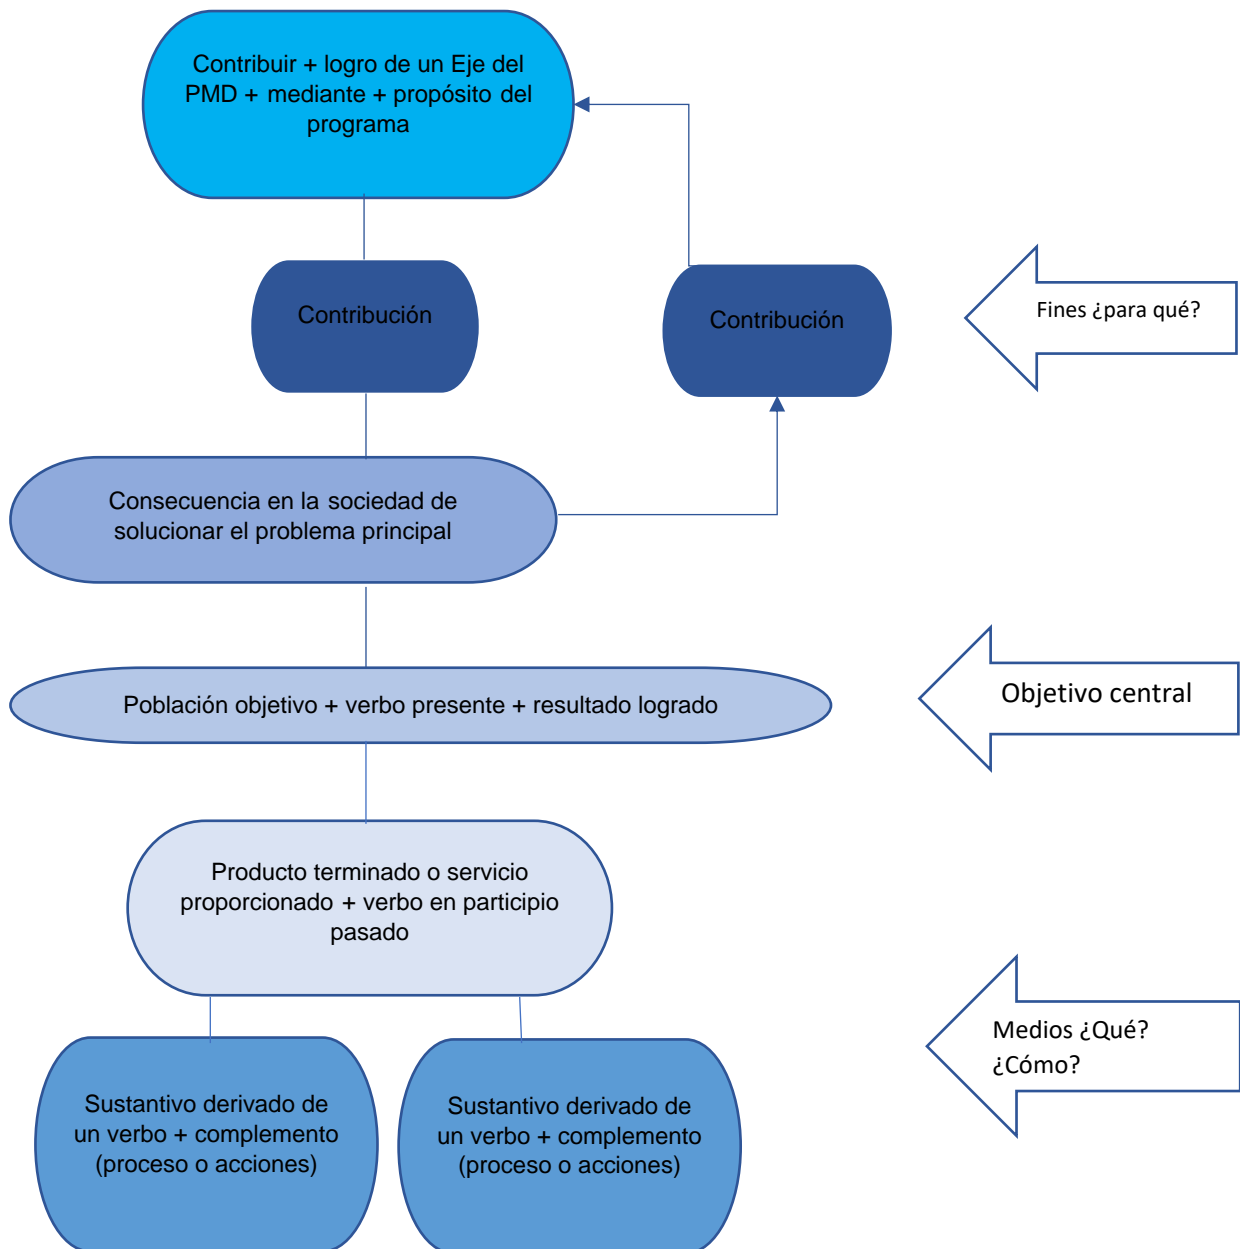 Contribuir + logro de un Eje del
PMD + mediante + propósito del
programa
Contribución
Contribución
Fines ¿para qué?
Consecuencia en la sociedad de
solucionar el problema principal
Población objetivo + verbo presente + resultado logrado
Objetivo central
Producto terminado o servicio
proporcionado + verbo en participio
pasado
Medios ¿Qué?
¿Cómo?
Sustantivo derivado de
un verbo + complemento
(proceso o acciones)
Sustantivo derivado de
un verbo + complemento
(proceso o acciones)